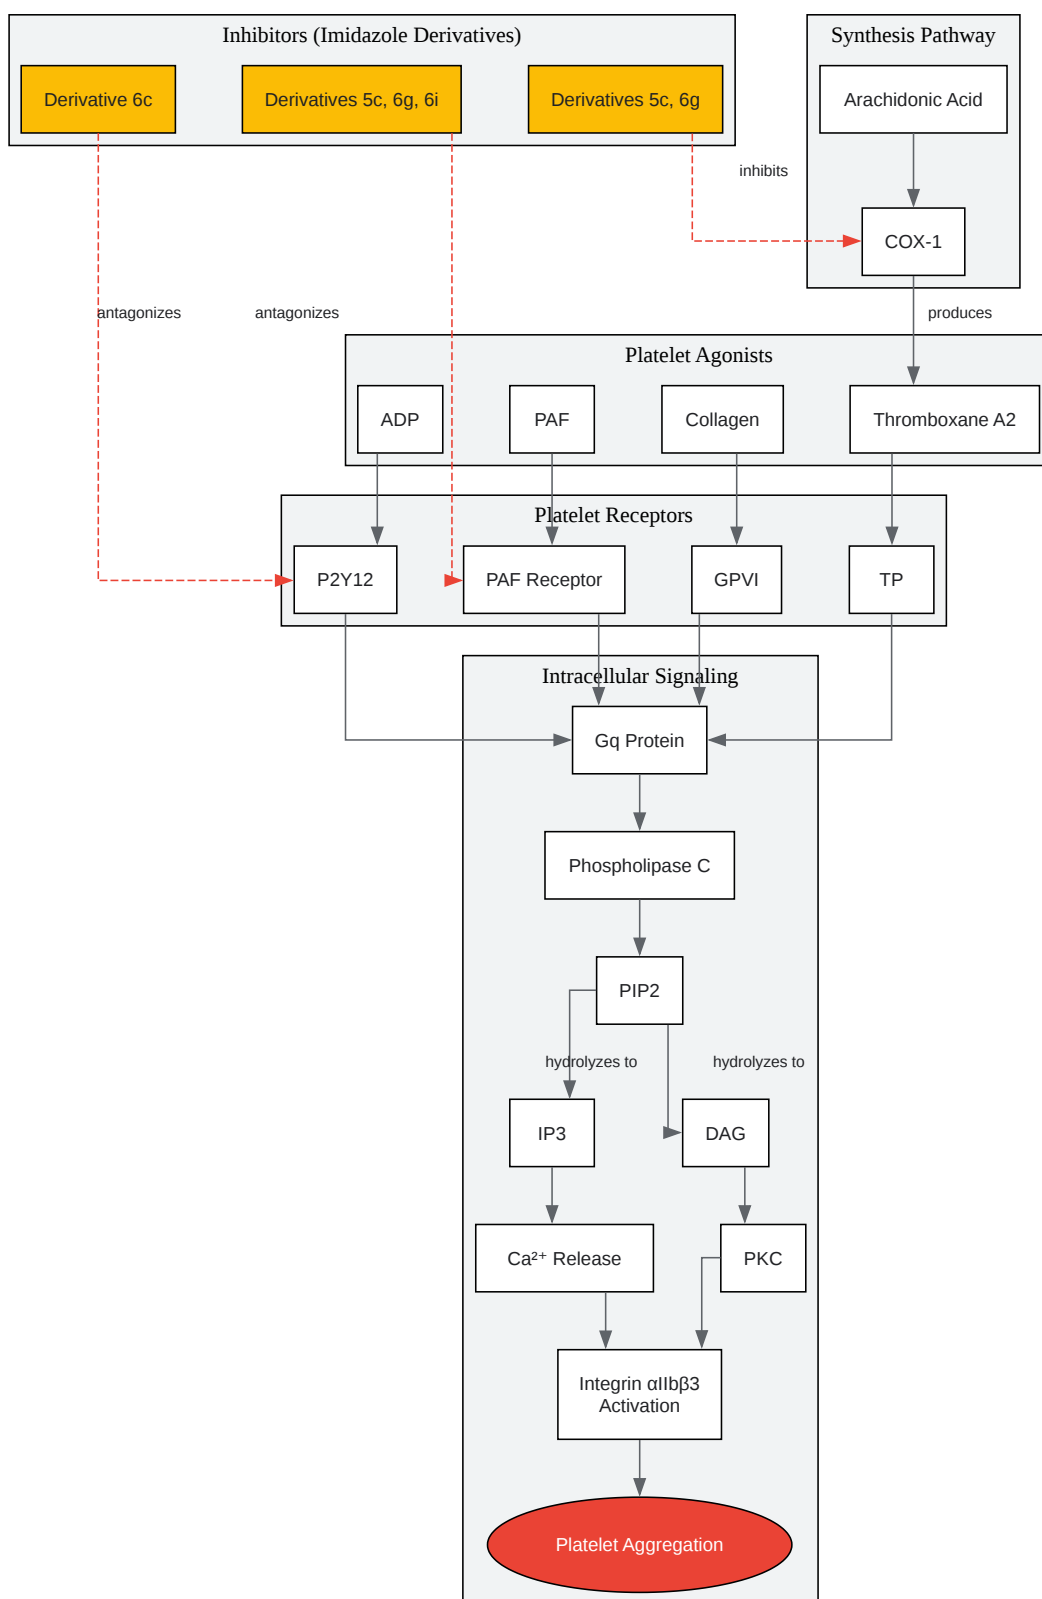 Inhibitors (Imidazole Derivatives)
Synthesis Pathway
Derivative 6c
Derivatives 5c, 6g, 6i
Derivatives 5c, 6g
Arachidonic Acid
inhibits
COX-1
antagonizes
antagonizes
produces
Platelet Agonists
ADP
PAF
Collagen
Thromboxane A2
Platelet Receptors
P2Y12
PAF Receptor
GPVI
TP
Intracellular Signaling
Gq Protein
Phospholipase C
PIP2
hydrolyzes to
hydrolyzes to
IP3
DAG
Ca²⁺ Release
PKC
Integrin αIIbβ3
Activation
Platelet Aggregation